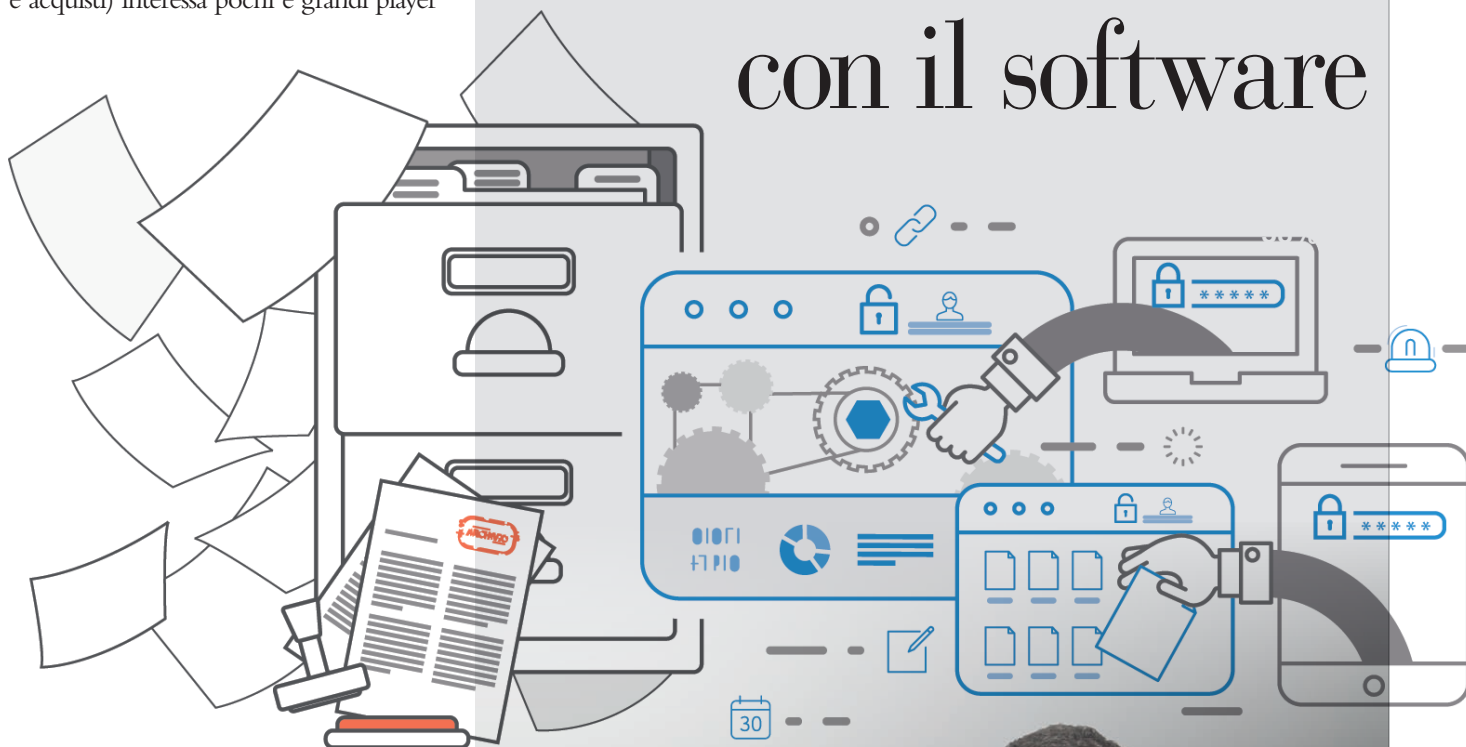 e acquisti) interessa pochi e grandi player
con il software
*****
*****
30